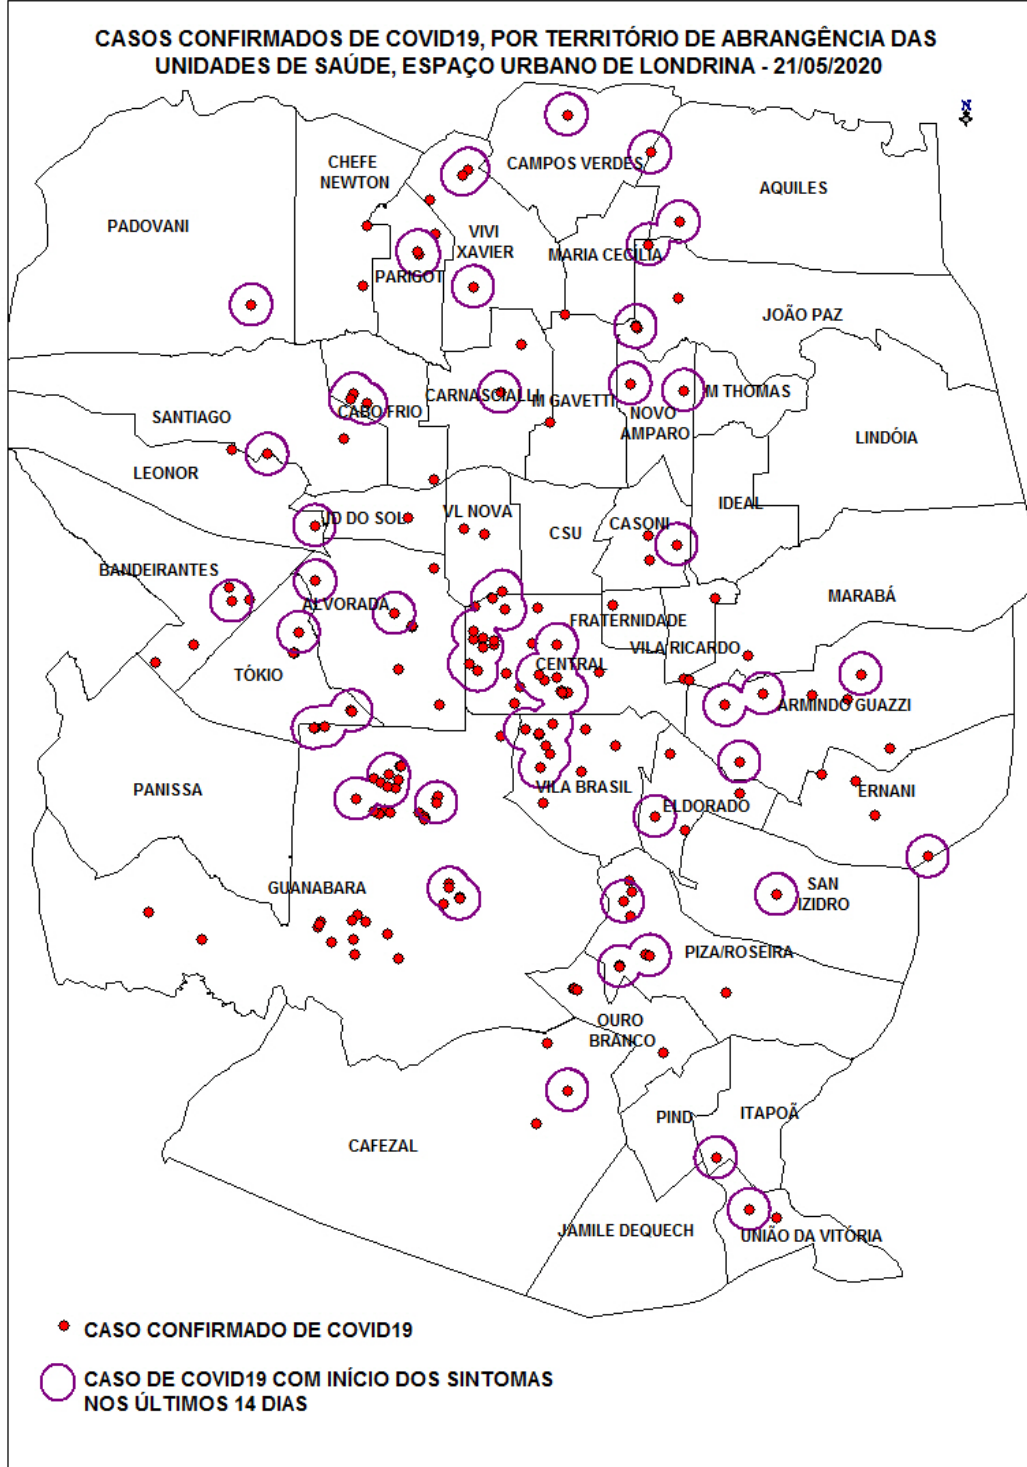 CASOS CONFIRMADOS DE COVID19, POR TERRITÓRIO DE ABRANGÊNCIA DAS
UNIDADES DE SAÚDE, ESPAÇO URBANO DE LONDRINA - 21/05/2020
N
CHEFE
NEWTON
CAMPOS VERDES
AQUILES
PADOVANI
VIVI
XAVIER
MARIA CECÍLIA
PARIGOT
JOÃO PAZ
CARNASCIALLI
M GAVETTI
M THOMAS
SANTIAGO
CABO FRIO
NOVO
AMPARO
LINDÓIA
LEONOR
IDEAL
JD DO SOL
VL NOVA
CSU
CASONI
BANDEIRANTES
ALVORADA
MARABÁ
FRATERNIDADE
VILA RICARDO
TÓKIO
CENTRAL
ARMINDO GUAZZI
PANISSA
VILA BRASIL
ELDORADO
ERNANI
GUANABARA
SAN
IZIDRO
PIZA/ROSEIRA
OURO
BRANCO
PIND
ITAPOÃ
CAFEZAL
JAMILE DEQUECH
UNIÃO DA VITÓRIA
CASO CONFIRMADO DE COVID19
CASO DE COVID19 COM INÍCIO DOS SINTOMAS
NOS ÚLTIMOS 14 DIAS